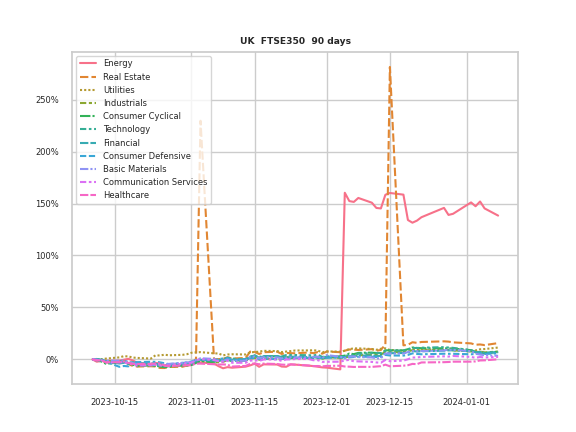 UK FTSE350 90 days
Energy
Real Estate
Utilities
Industrials
Consumer Cyclical
Technology
Financial
Consumer Defensive
Basic Materials
Communication Services
Healthcare
250%
200%
150%
100%
50%
0%
2023-10-15 2023-11-01 2023-11-15 2023-12-01 2023-12-15 2024-01-01